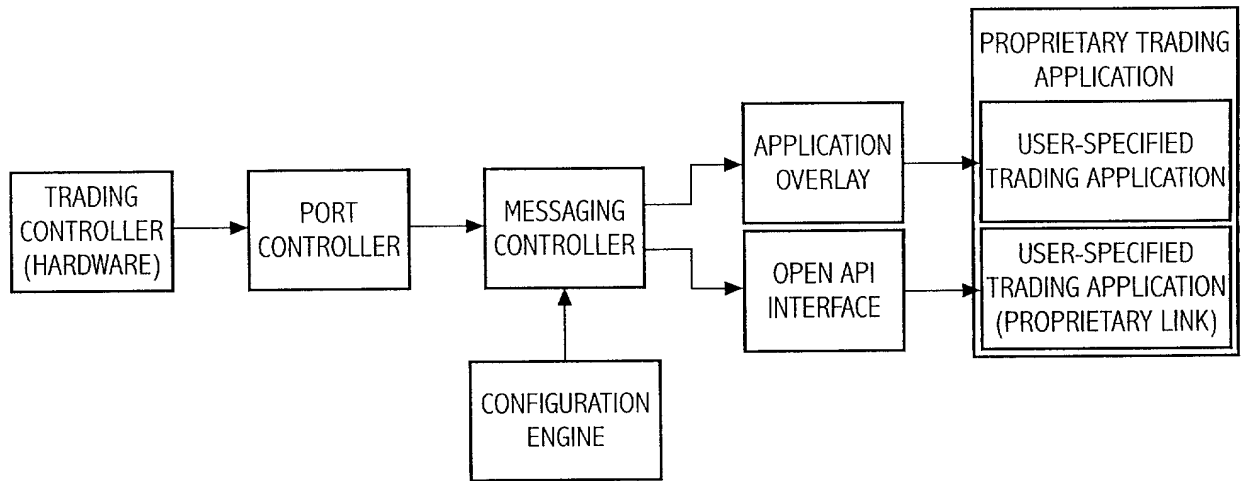 TRADING
CONTROLLER
(HARDWARE)
PORT
CONTROLLER
MESSAGING
CONTROLLER
CONFIGURATION
ENGINE
APPLICATION
OVERLAY
OPEN API
INTERFACE
PROPRIETARY TRADING
APPLICATION
USER-SPECIFIED
TRADING APPLICATION
USER-SPECIFIED
TRADING APPLICATION
(PROPRIETARY LINK)